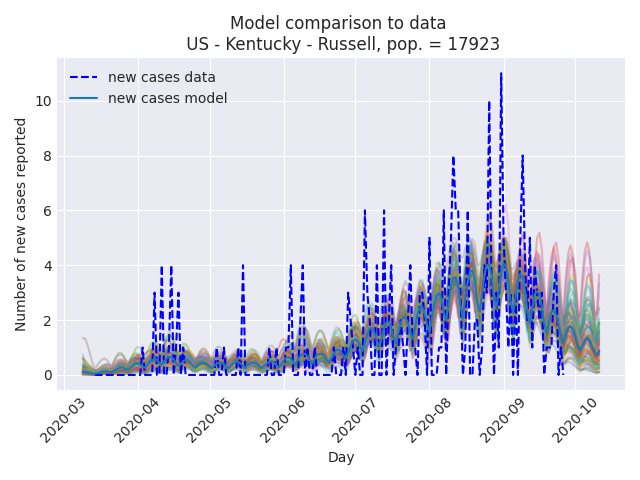 Model comparison to data
US - Kentucky - Russell, pop. = 17923
new cases data
new cases model
Number of new cases reported
10
8
6
4
2
0
2020-03
2020-04
2020-05
2020-06
2020-07
2020-08
2020-09
2020-10
Day